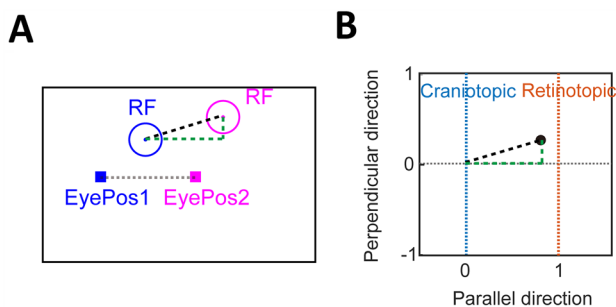 A
RF
RF
EyePos1
EyePos2
B
Perpendicular direction
1
0
-1
Craniotopic
Retinotopic
0
1
Parallel direction